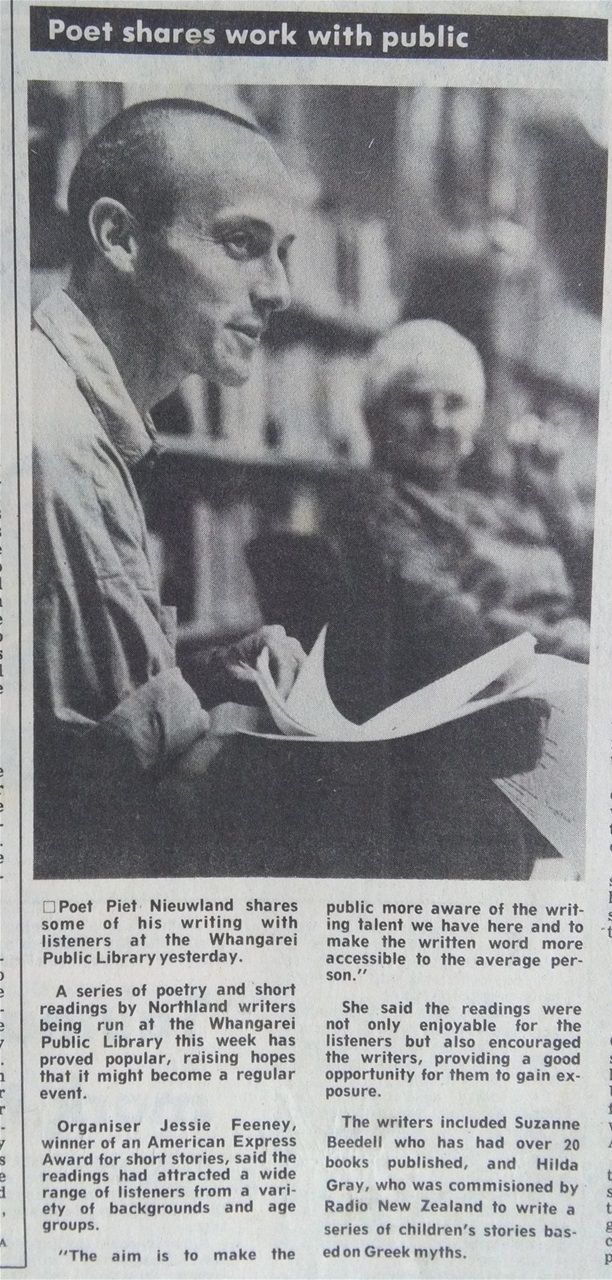 Poet shares work with public
□Poet Piet Nieuwland shares
some of his writing with
listeners at the Whangarei
Public Library yesterday.
A series of poetry and short
readings by Northland writers
being run at the Whangarei
Public Library this week has
proved popular, raising hopes
that it might become a regular
event.
Organiser Jessie Feeney,
winner of an American Express
Award for short stories, said the
readings had attracted a wide
range of listeners from a vari-
ety of backgrounds and age
groups.
"The aim is to make the
public more aware of the writ-
ing talent we have here and to
make the written word more
accessible to the average per-
son."
She said the readings were
not only enjoyable for the
listeners but also encouraged
the writers, providing a good
opportunity for them to gain ex-
posure.
The writers included Suzanne
Beedell who has had over 20
books published, and Hilda
Gray, who was commisioned by
Radio New Zealand to write a
series of children's stories bas-
ed on Greek myths.